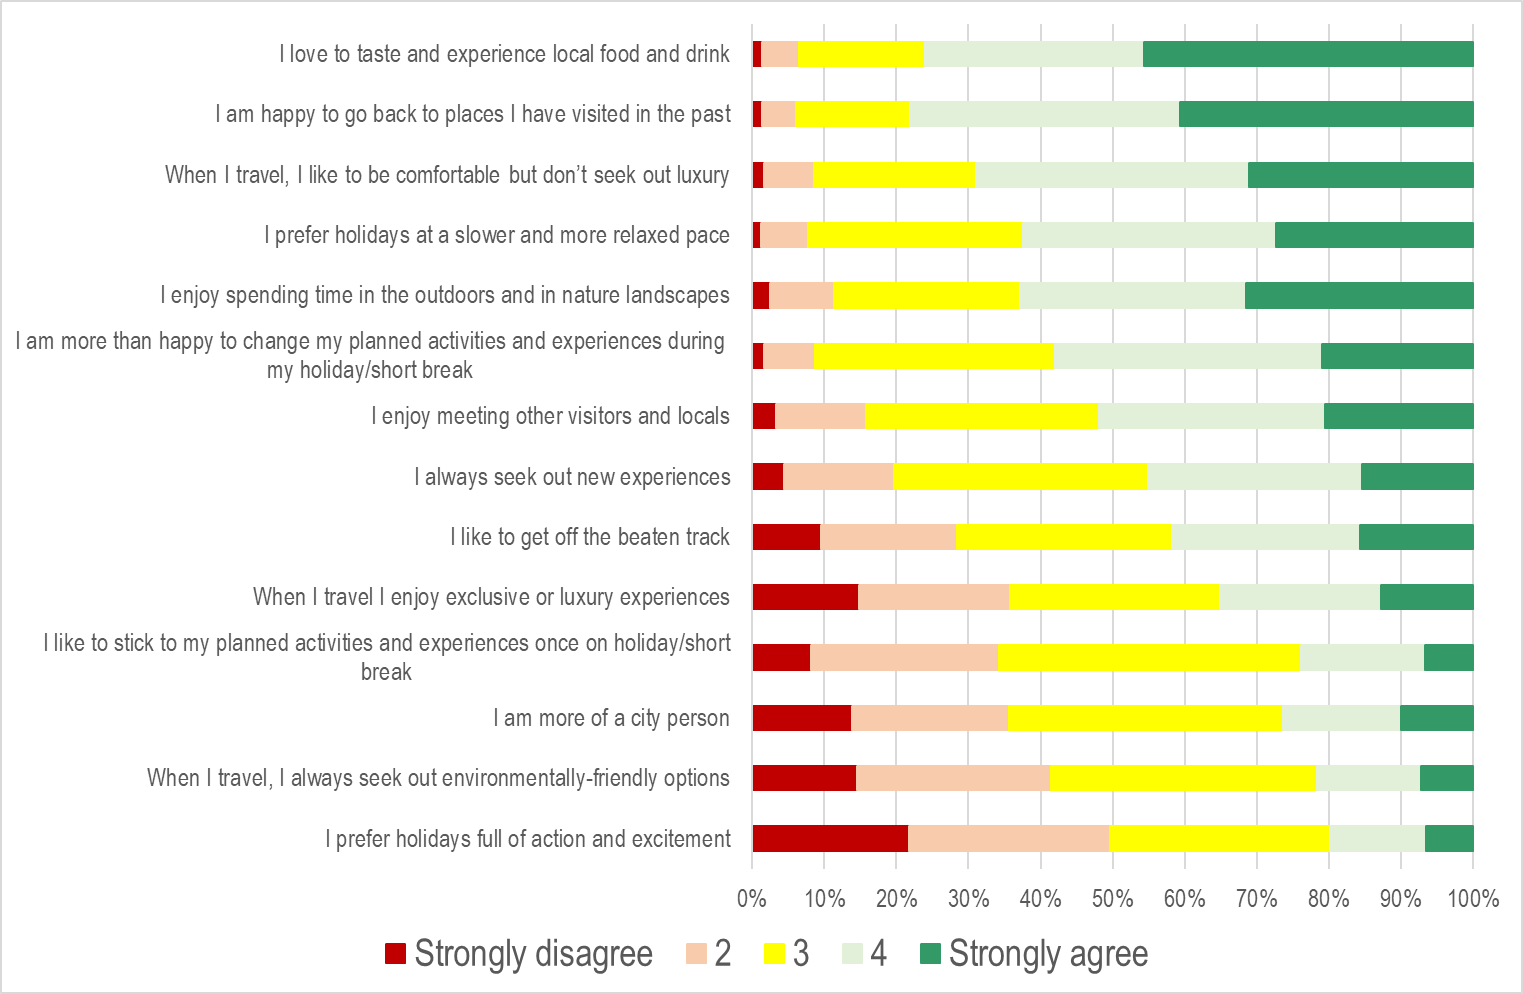 I love to taste and experience local food and drink
I am happy to go back to places I have visited in the past
When I travel, I like to be comfortable but don’t seek out luxury
I prefer holidays at a slower and more relaxed pace
I enjoy spending time in the outdoors and in nature landscapes
I am more than happy to change my planned activities and experiences during
my holiday/short break
I enjoy meeting other visitors and locals
I always seek out new experiences
I like to get off the beaten track
When I travel I enjoy exclusive or luxury experiences
I like to stick to my planned activities and experiences once on holiday/short
break
I am more of a city person
When I travel, I always seek out environmentally-friendly options
I prefer holidays full of action and excitement
0% 10% 20% 30% 40% 50% 60% 70% 80% 90% 100%
Strongly disagree 2 3 4 Strongly agree